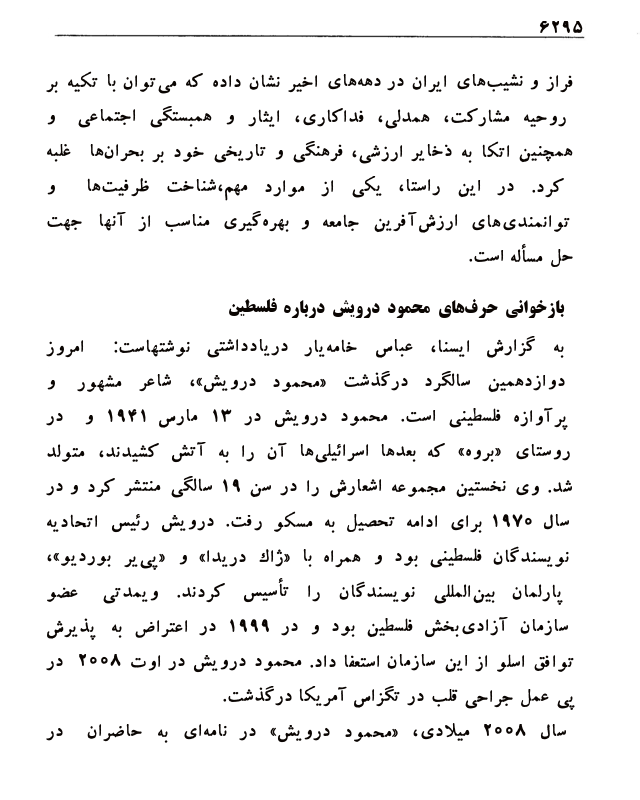 ۶۲۹۵
فراز و نشیب‌های ایران در دهه‌های اخیر نشان داده که می‌توان با تکیه بر
روحیه مشارکت، همدلی، فداکاری، ایثار و همبستگی اجتماعی و
همچنین اتکا به ذخایر ارزشی، فرهنگی و تاریخی خود بر بحران‌ها غلبه
کرد. در این راستا، یکی از موارد مهم،شناخت ظرفیت‌ها و
توانمندی‌های ارزش‌آفرین جامعه و بهره‌گیری مناسب از آنها جهت
حل مسأله است.
بازخوانی حرف‌های محمود درویش درباره فلسطین
به گزارش ایسنا، عباس خامه‌یار دریادداشتی نوشتهاست: امروز
دوازدهمین سالگرد درگذشت «محمود درویش»، شاعر مشهور و
پرآوازه فلسطینی است. محمود درویش در ۱۳ مارس ۱۹۴۱ و در
روستای «بروه» که بعدها اسرائیلی‌ها آن را به آتش کشیدند، متولد
شد. وی نخستین مجموعه اشعارش را در سن ۱۹ سالگی منتشر کرد و در
سال ۱۹۷۰ برای ادامه تحصیل به مسکو رفت. درویش رئیس اتحادیه
نویسندگان فلسطینی بود و همراه با «ژاك دریدا» و «پی‌یر بوردیو»،
پارلمان بین‌المللی نویسندگان را تأسیس کردند. ویمدتی عضو
سازمان آزادی‌بخش فلسطین بود و در ۱۹۹۹ در اعتراض به پذیرش
توافق اسلو از این سازمان استعفا داد. محمود درویش در اوت ۲۰۰۸ در
پی عمل جراحی قلب در تگزاس آمریکا درگذشت.
سال ۲۰۰۸ میلادی، «محمود درویش» در نامه‌ای به حاضران در